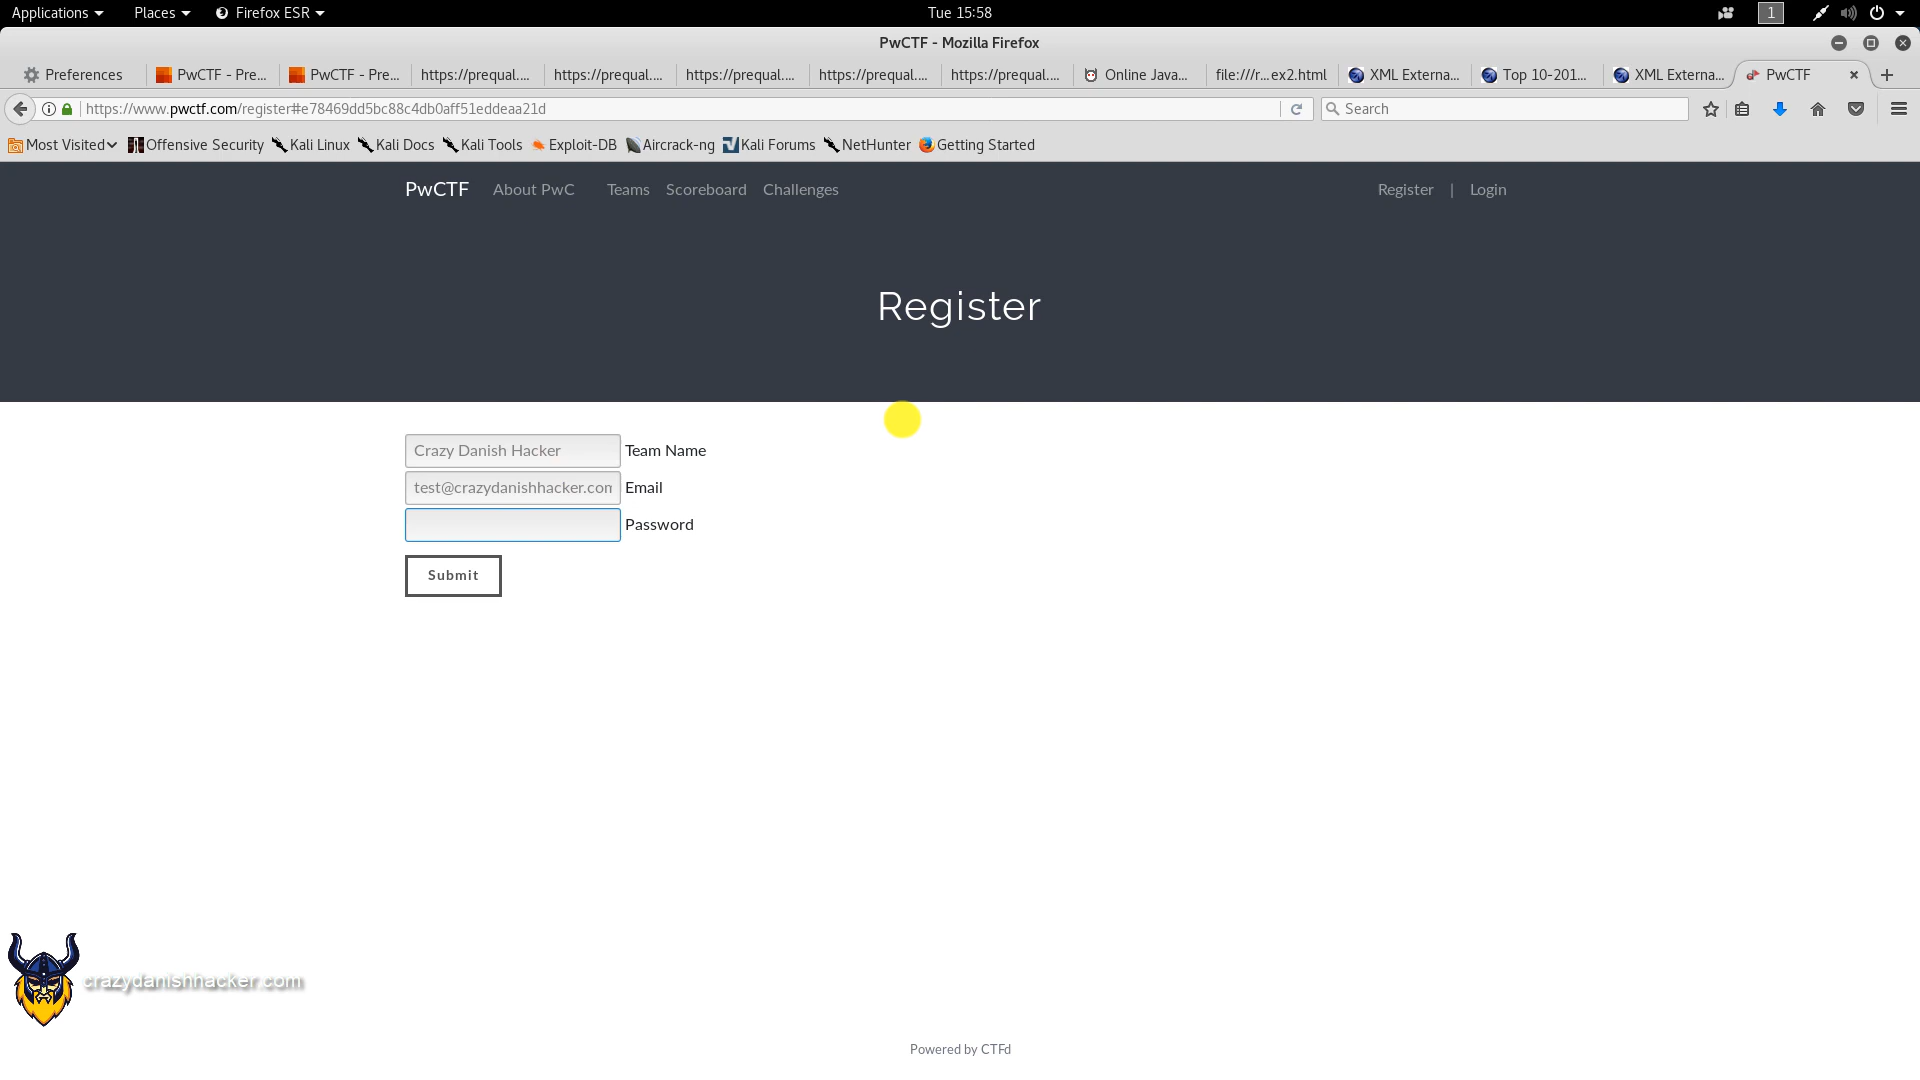 Applications Places Firefox ESR Tue 15:58 1
PwCTF - Mozilla Firefox
Preferences PwCTF - Pre... PwCTF - Pre... https://prequal.... https://prequal.... https://prequal.... https://prequal.... https://prequal.... Online Java... file:///r...ex2.html XML Externa... Top 10-201... XML Externa... PwCTF
https://www.pwctf.com/register#e78469dd5bc88c4db0aff51eddeaa21d Search
Most Visited Offensive Security Kali Linux Kali Docs Kali Tools Exploit-DB Aircrack-ng Kali Forums NetHunter Getting Started
PwCTF About PwC Teams Scoreboard Challenges Register | Login
Register
Crazy Danish Hacker Team Name
test@crazydanishhacker.com Email
Password
Submit
crazydanishhacker.com
Powered by CTFd